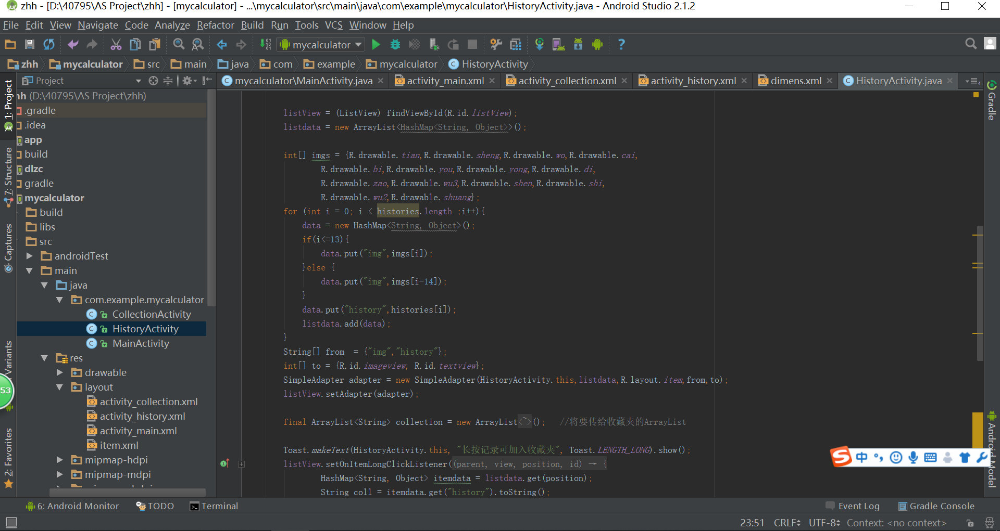 zhh - [D:\40795\AS Project\zhh] - [mycalculator] - ...\mycalculator\src\main\java\com\example\mycalculator\HistoryActivity.java - Android Studio 2.1.2
File Edit View Navigate Code Analyze Refactor Build Run Tools VCS Window Help
mycalculator
zhh mycalculator src main java com example mycalculator HistoryActivity
Project
mycalculator\MainActivity.java activity_main.xml activity_collection.xml activity_history.xml dimens.xml HistoryActivity.java
1: Project
7: Structure
Captures
Variants
2: Favorites
53
hh (D:\40795\AS Project\zhh)
.gradle
.idea
app
build
dlzc
gradle
mycalculator
build
libs
src
androidTest
main
java
com.example.mycalculator
CollectionActivity
HistoryActivity
MainActivity
res
drawable
layout
activity_collection.xml
activity_history.xml
activity_main.xml
item.xml
mipmap-hdpi
mipmap-mdpi
listView = (ListView) findViewById(R.id.listView);
listdata = new ArrayList<HashMap<String, Object>>();
int[] imgs = {R.drawable.tian,R.drawable.sheng,R.drawable.wo,R.drawable.cai,
R.drawable.bi,R.drawable.you,R.drawable.yong,R.drawable.di,
R.drawable.zao,R.drawable.wu3,R.drawable.shen,R.drawable.shi,
R.drawable.wu2,R.drawable.shuang};
for (int i = 0; i < histories.length ;i++){
data = new HashMap<String, Object>();
if(i<=13){
data.put("img",imgs[i]);
}else {
data.put("img",imgs[i-14]);
}
data.put("history",histories[i]);
listdata.add(data);
}
String[] from  = {"img","history"};
int[] to = {R.id.imageview, R.id.textview};
SimpleAdapter adapter = new SimpleAdapter(HistoryActivity.this,listdata,R.layout.item,from,to);
listView.setAdapter(adapter);
final ArrayList<String> collection = new ArrayList<~>();   //将要传给收藏夹的ArrayList
Toast.makeText(HistoryActivity.this, "长按记录可加入收藏夹", Toast.LENGTH_LONG).show();
listView.setOnItemLongClickListener((parent, view, position, id) → {
HashMap<String, Object> itemdata = listdata.get(position);
String coll = itemdata.get("history").toString();
Gradle
Android Model
中
6: Android Monitor TODO Terminal Event Log Gradle Console
23:51 CRLF UTF-8 Context: <no context>